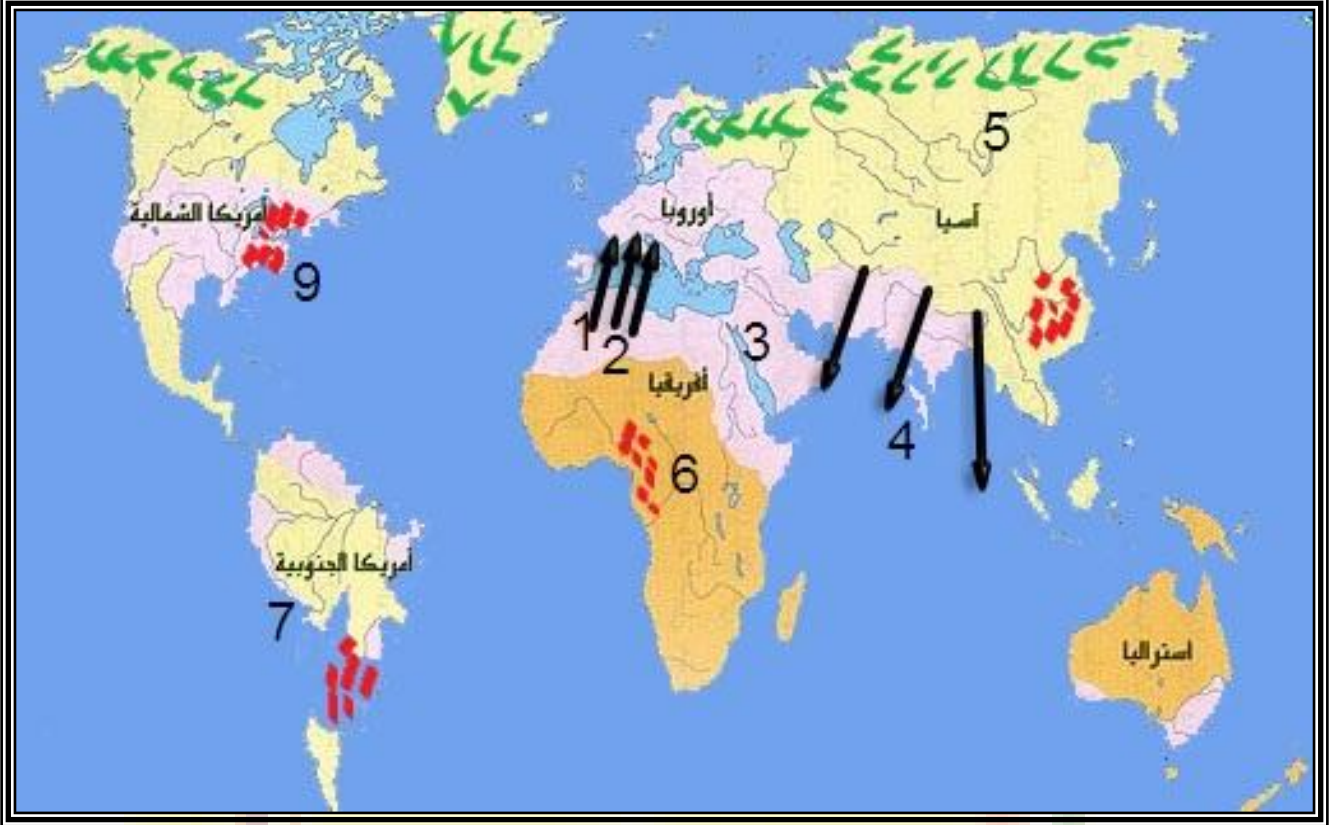 5
أمريكا الشمالية
أوروبا
أسيا
9
1
2
3
أفريقيا
4
6
أمريكا الجنوبية
7
استراليا